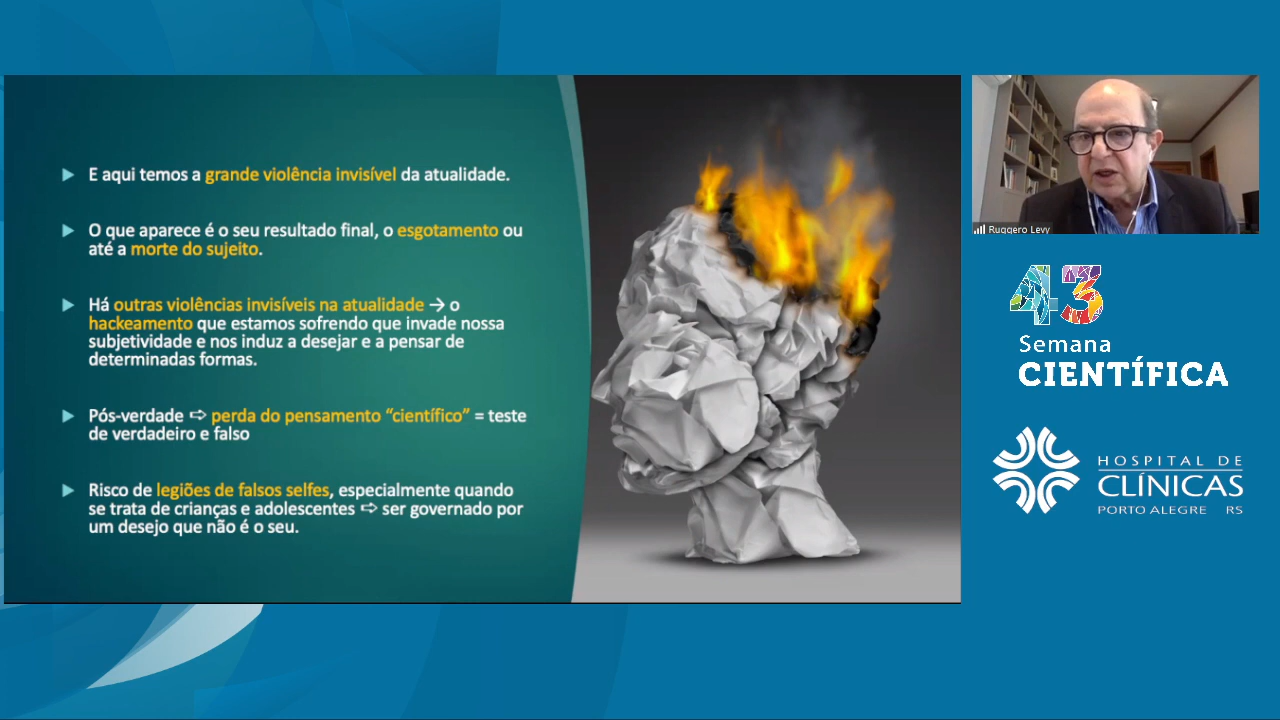 E aqui temos a grande violência invisível da atualidade.
O que aparece é o seu resultado final, o esgotamento ou
até a morte do sujeito.
Há outras violências invisíveis na atualidade → o
hackeamento que estamos sofrendo que invade nossa
subjetividade e nos induz a desejar e a pensar de
determinadas formas.
Pós-verdade ⇨ perda do pensamento “científico” = teste
de verdadeiro e falso
Risco de legiões de falsos selfes, especialmente quando
se trata de crianças e adolescentes ⇨ ser governado por
um desejo que não é o seu.
Ruggero Levy
43
Semana
CIENTÍFICA
HOSPITAL DE
CLÍNICAS
PORTO ALEGRE RS